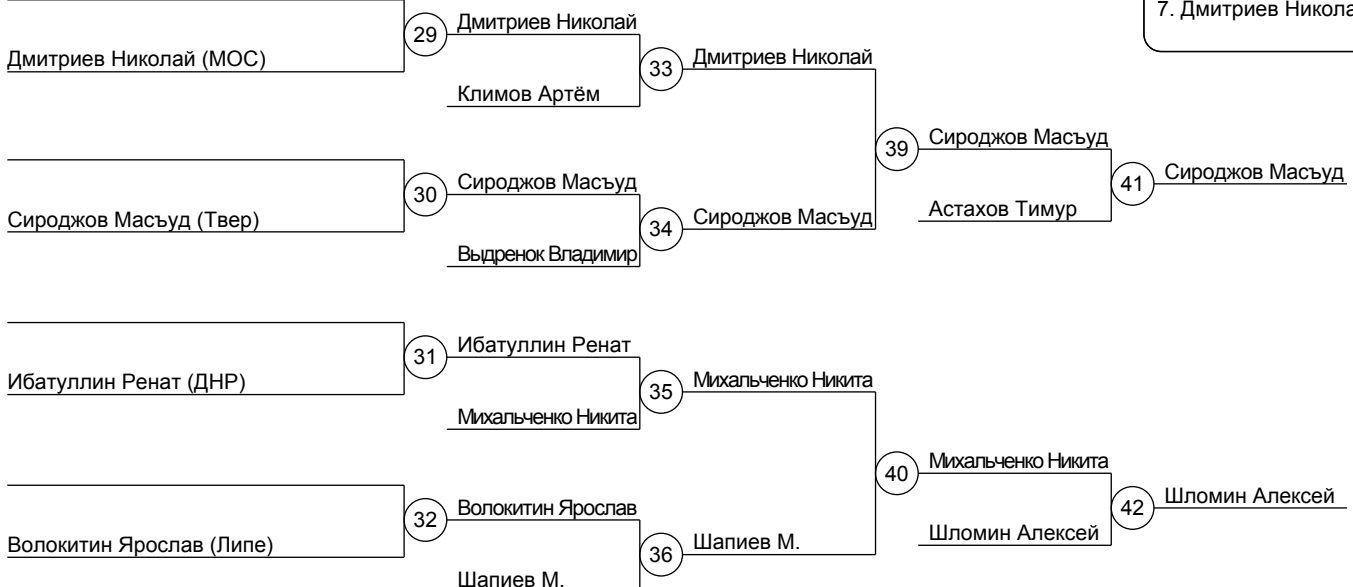 7. Дмитриев Никола
29
Дмитриев Николай
Дмитриев Николай (МОС)
33
Дмитриев Николай
Климов Артём
39
Сироджов Масъуд
41
Сироджов Масъуд
30
Сироджов Масъуд
Астахов Тимур
Сироджов Масъуд (Твер)
34
Сироджов Масъуд
Выдренок Владимир
31
Ибатуллин Ренат
Ибатуллин Ренат (ДНР)
35
Михальченко Никита
Михальченко Никита
40
Михальченко Никита
32
Волокитин Ярослав
42
Шломин Алексей
Волокитин Ярослав (Липе)
36
Шапиев М.
Шломин Алексей
Шапиев М.